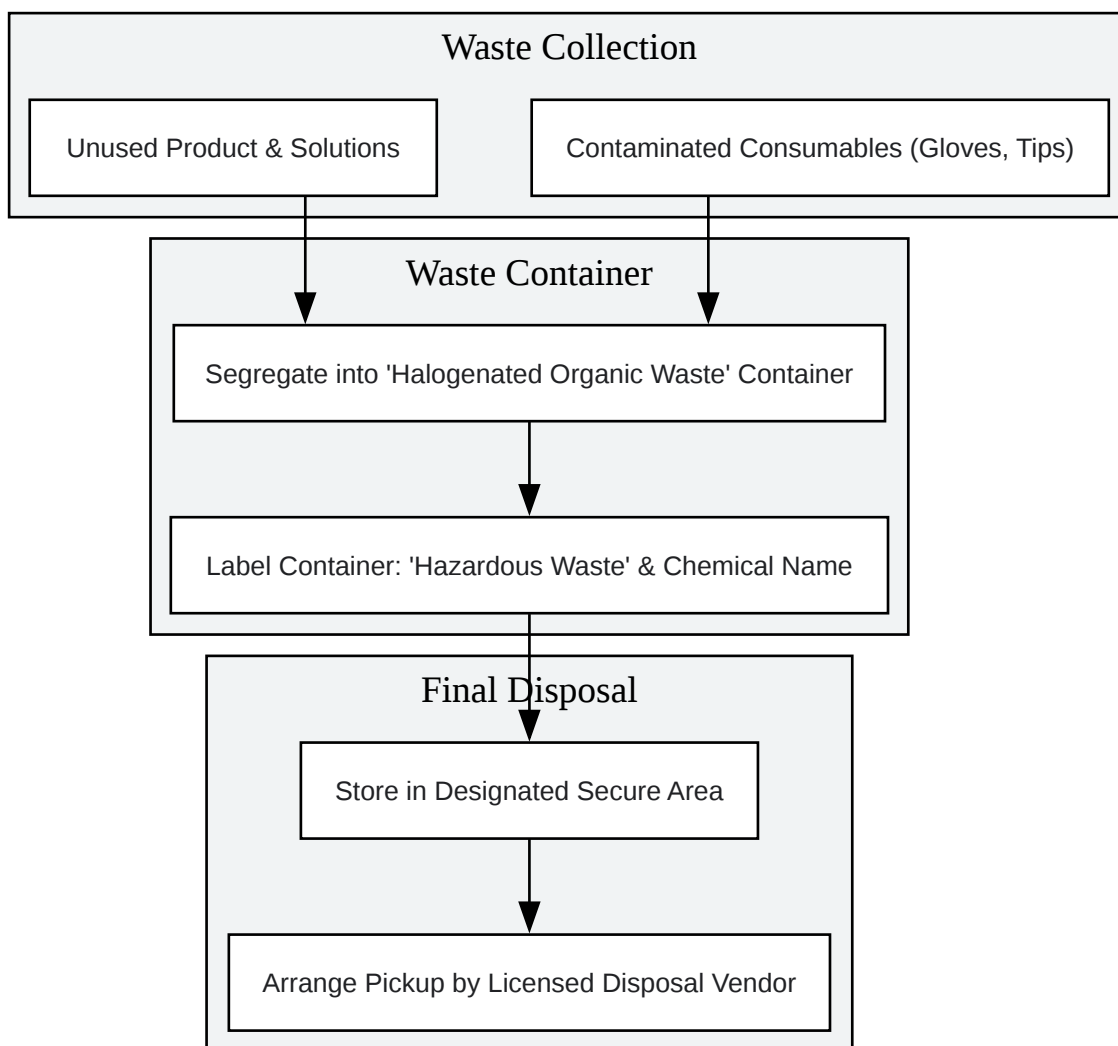 Waste Collection
Unused Product & Solutions
Contaminated Consumables (Gloves, Tips)
Waste Container
Segregate into 'Halogenated Organic Waste' Container
Label Container: 'Hazardous Waste' & Chemical Name
Final Disposal
Store in Designated Secure Area
Arrange Pickup by Licensed Disposal Vendor